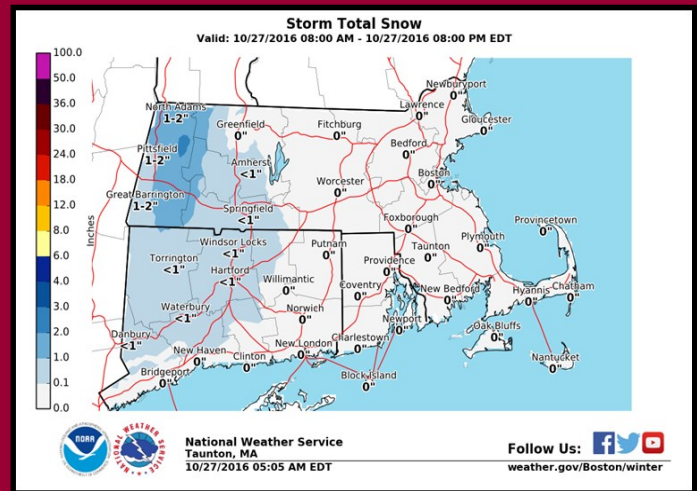 Storm Total Snow
Valid: 10/27/2016 08:00 AM - 10/27/2016 08:00 PM EDT
100.0
50.0
36.0
30.0
24.0
18.0
12.0
8.0
6.0
4.0
3.0
2.0
1.0
0.1
0.0
Inches
North Adams
1-2"
Pittsfield
1-2"
Great Barrington
1-2"
Greenfield
0"
Amherst
<1"
Springfield
<1"
Fitchburg
0"
Worcester
0"
Newburyport
0"
Lawrence
0"
Gloucester
0"
Bedford
0"
Boston
0"
Foxborough
0"
Taunton
0"
Plymouth
0"
Provincetown
0"
Hyannis
0"
Chatham
0"
Windsor Locks
<1"
Torrington
<1"
Hartford
<1"
Putnam
0"
Willimantic
0"
Providence
0"
Coventry
0"
New Bedford
0"
Waterbury
<1"
Norwich
0"
Newport
0"
Oak Bluffs
0"
Nantucket
0"
Danbury
<1"
New Haven
0"
Bridgeport
0"
Clinton
0"
New London
0"
Charlestown
0"
Block Island
0"
NOAA
NATIONAL WEATHER SERVICE
National Weather Service
Taunton, MA
10/27/2016 05:05 AM EDT
Follow Us:
weather.gov/Boston/winter